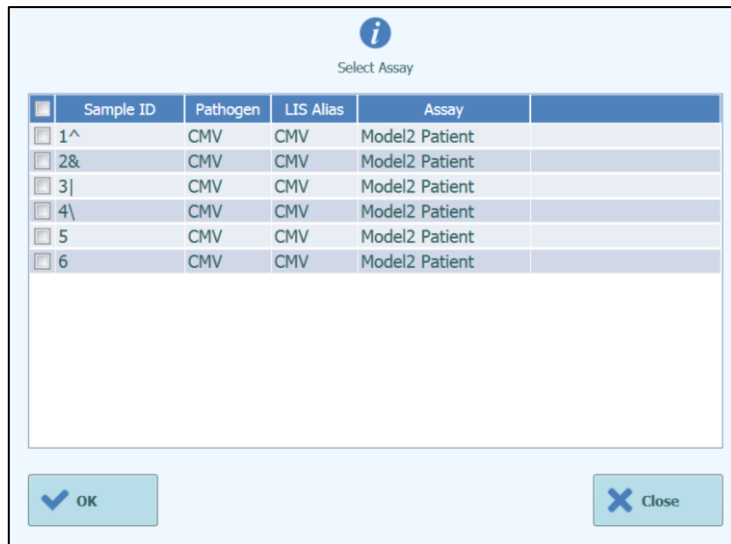 i
Select Assay
Sample ID Pathogen LIS Alias Assay
1^ CMV CMV Model2 Patient
2& CMV CMV Model2 Patient
3| CMV CMV Model2 Patient
4\ CMV CMV Model2 Patient
5 CMV CMV Model2 Patient
6 CMV CMV Model2 Patient
OK Close